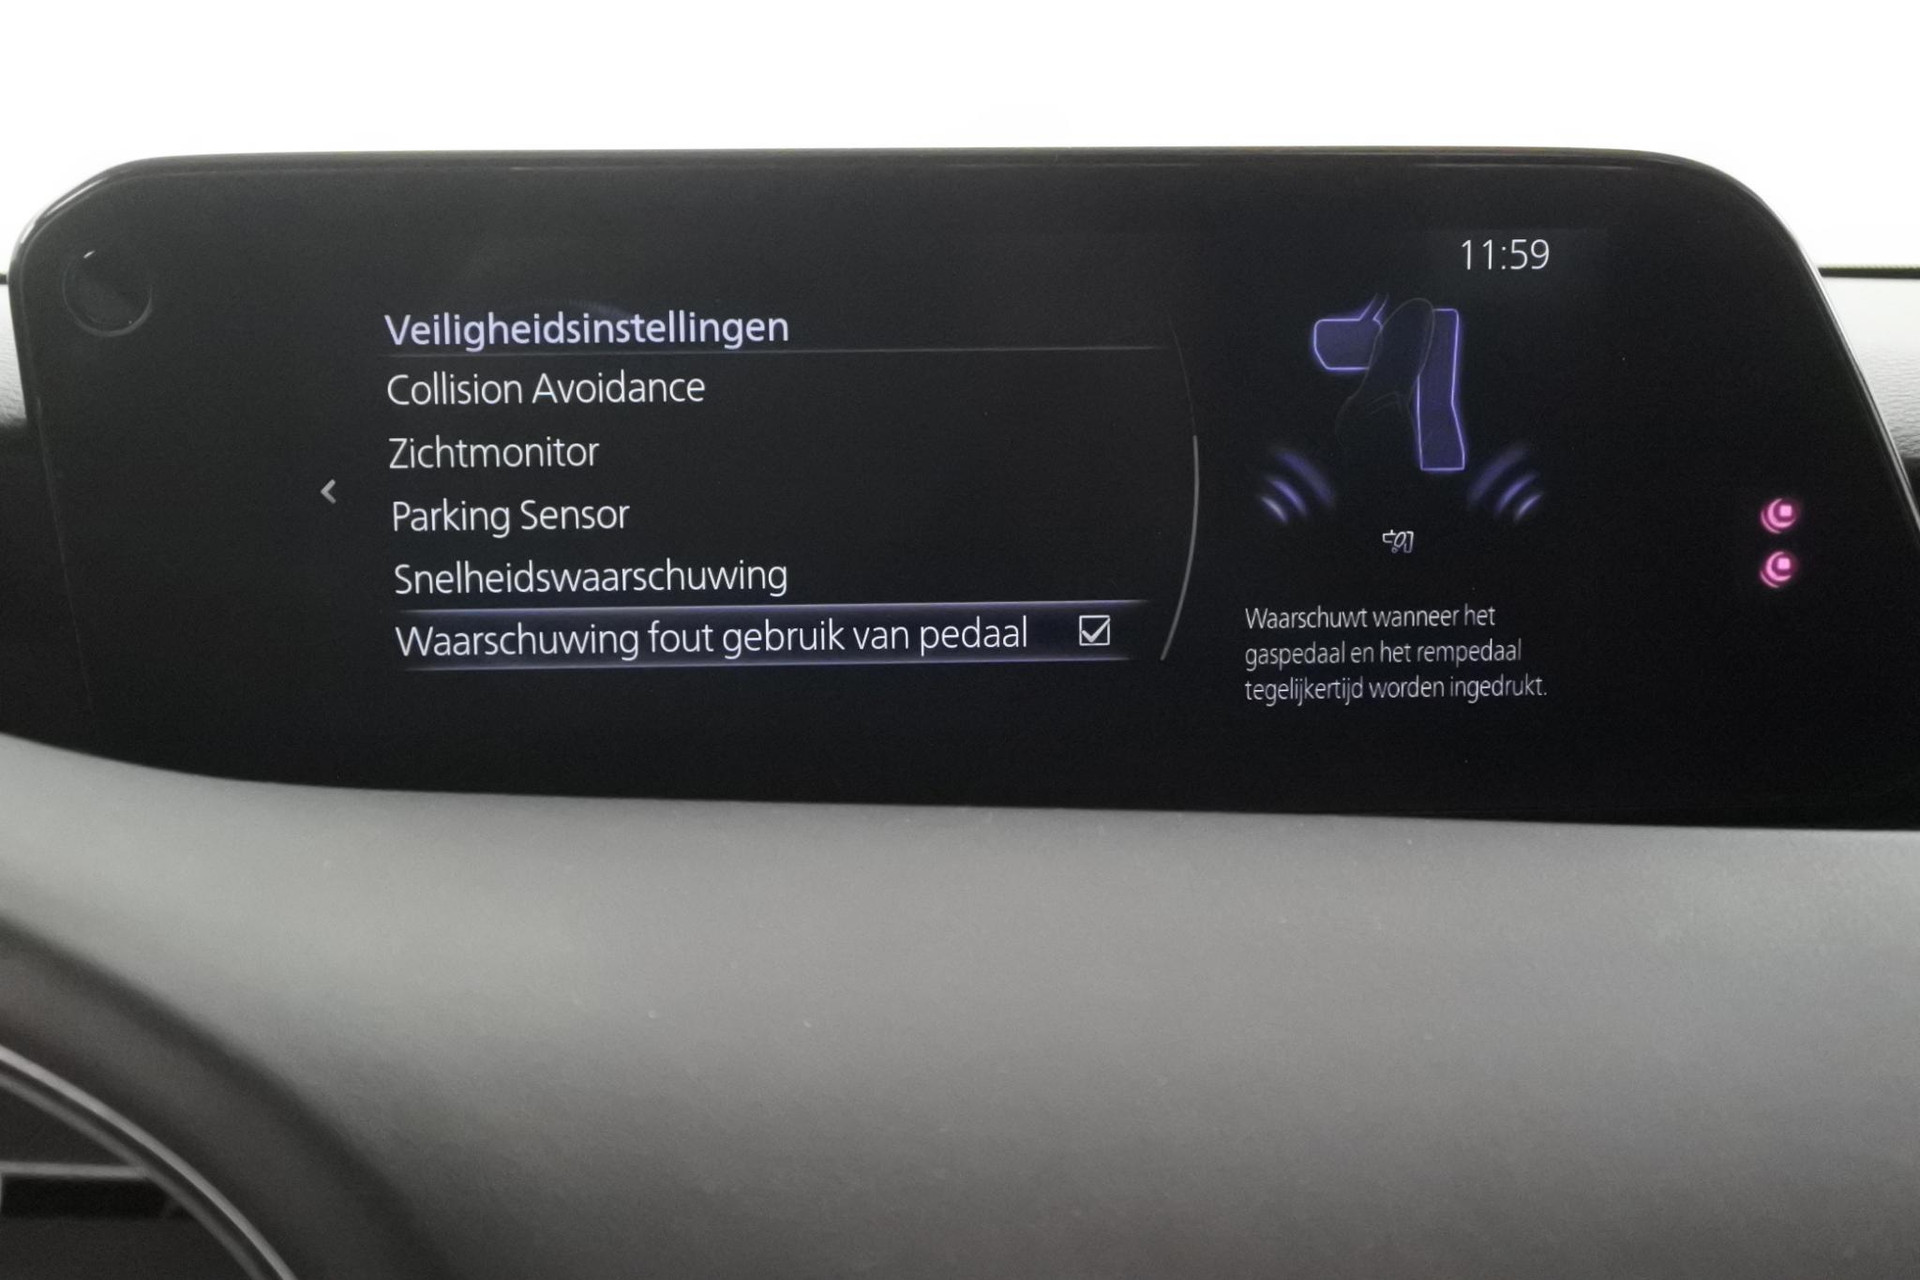 11:59
Veiligheidsinstellingen
Collision Avoidance
Zichtmonitor
Parking Sensor
Snelheidswaarschuwing
Waarschuwing fout gebruik van pedaal
Waarschuwt wanneer het
gaspedaal en het rempedaal
tegelijkertijd worden ingedrukt.